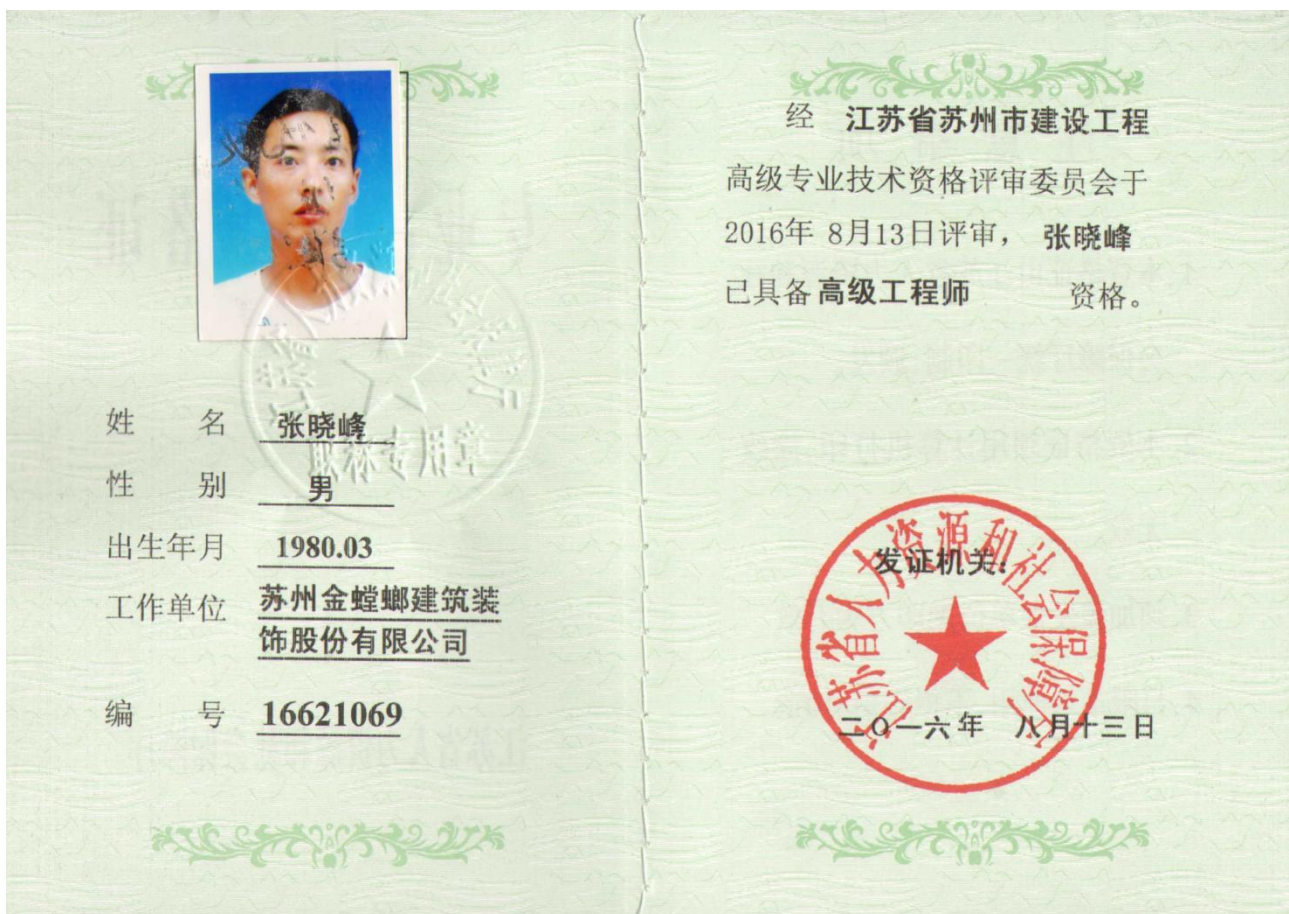 姓 名 张晓峰
性 别 男
出生年月 1980.03
工作单位 苏州金螳螂建筑装
饰股份有限公司
编 号 16621069
职称专用章
经 江苏省苏州市建设工程
高级专业技术资格评审委员会于
2016年 8月13日评审， 张晓峰
已具备 高级工程师 资格。
江苏省人力资源和社会保障厅
发证机关：
二〇一六年 八月十三日